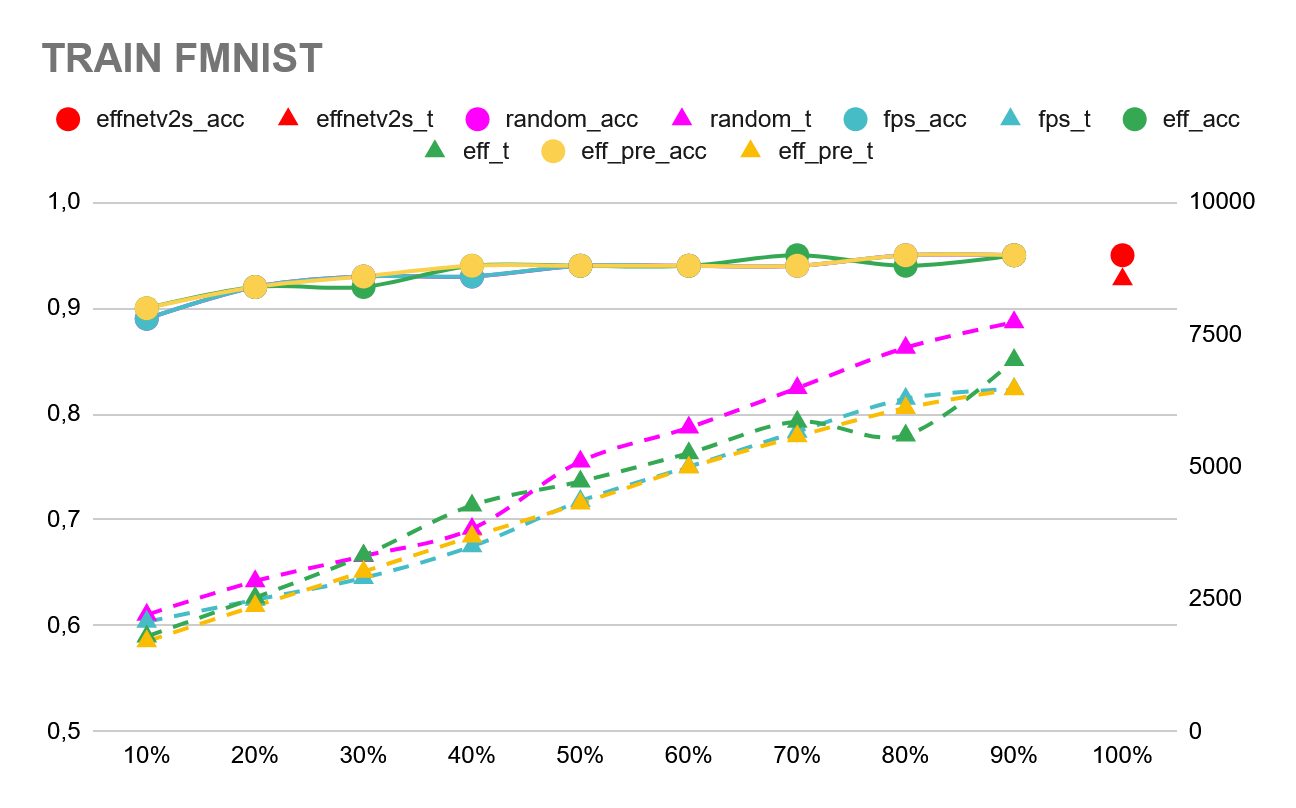 TRAIN FMNIST
effnetv2s_acc effnetv2s_t random_acc random_t fps_acc fps_t eff_acc
eff_t eff_pre_acc eff_pre_t
1,0 10000
0,9
7500
0,8
5000
0,7
2500
0,6
0,5 0
10% 20% 30% 40% 50% 60% 70% 80% 90% 100%